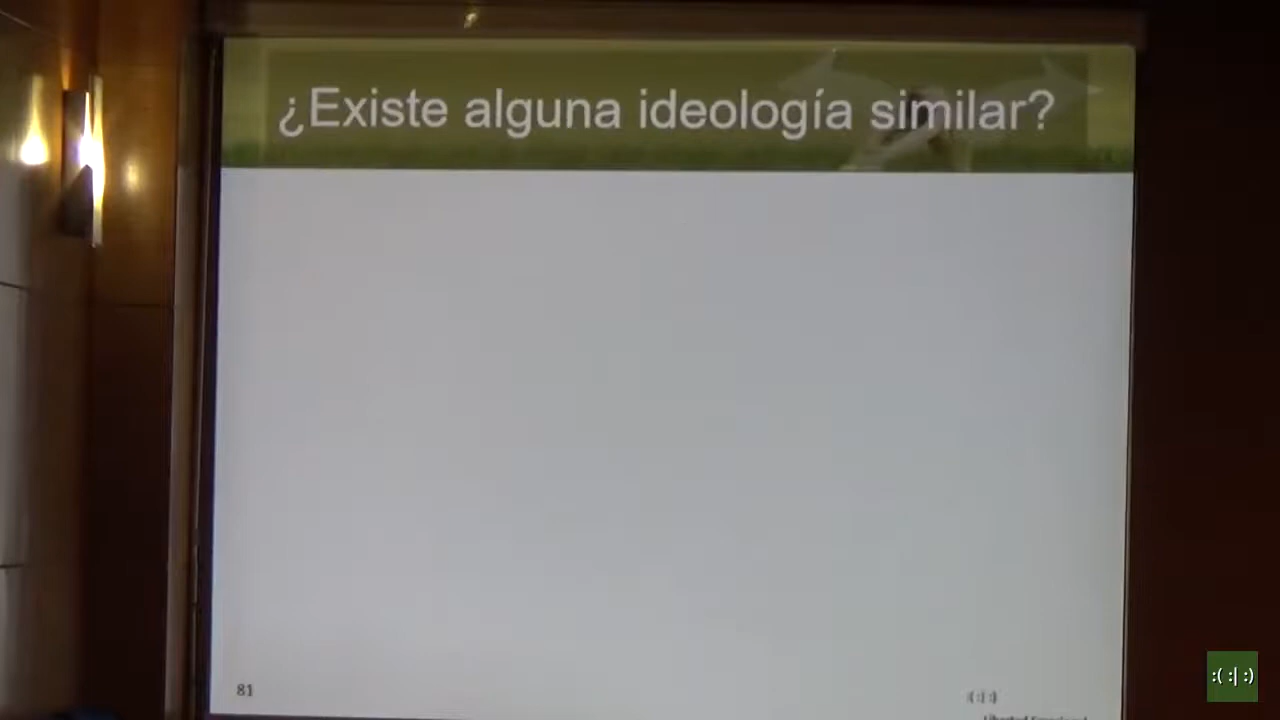 ¿Existe alguna ideología similar?
81
:( :| :)
:( :| :)